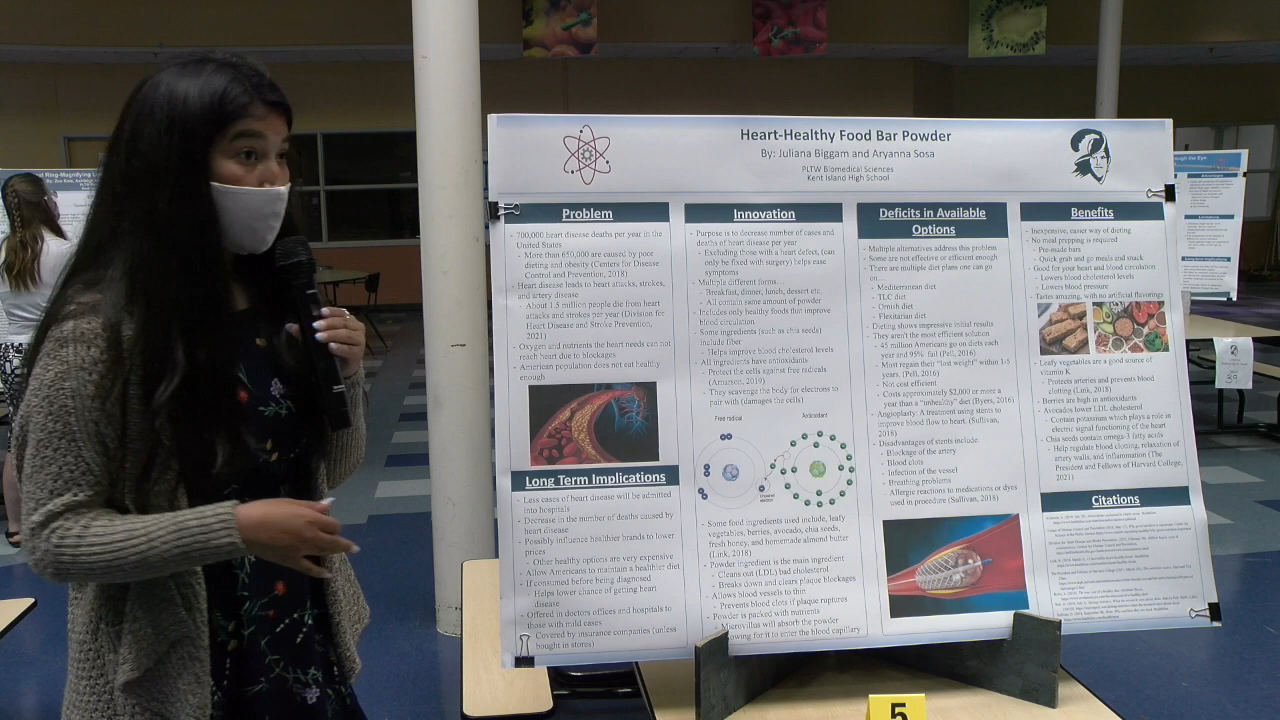 Heart-Healthy Food Bar Powder
By: Juliana Biggam and Aryanna Sosa
PLTW Biomedical Sciences
Kent Island High School
Problem
heart disease deaths per year in the
United States
- More than 650,000 are caused by poor
dieting and obesity (Centers for Disease
Control and Prevention, 2018)
- Heart disease leads to heart attacks, strokes,
and artery disease
- About 1.5 million people die from heart
attacks and strokes per year (Division for
Heart Disease and Stroke Prevention,
2021)
- Oxygen and nutrients the heart needs can not
reach heart due to blockages
- American population does not eat healthy
enough
Long Term Implications
- Less cases of heart disease will be admitted
into hospitals
- Decrease in the number of deaths caused by
heart disease
- Possibly influence healthier brands to lower
prices
- Other healthy options are expensive
- Allow Americans to maintain a healthier diet
- If consumed before being diagnosed
- Helps lower chance of getting heart
disease
- Offered in doctors offices and hospitals to
those with mild cases
- Covered by insurance companies (unless
bought in stores)
Innovation
- Purpose is to decrease number of cases and
deaths of heart disease per year
- Excluding those with a heart defect, (can
only be fixed with surgery) helps ease
symptoms
- Multiple different forms
- Breakfast, dinner, lunch, dessert etc.
- All contain same amount of powder
- Includes only healthy foods that improve
blood circulation
- Some ingredients (such as chia seeds)
include fiber
- Helps improve blood cholesterol levels
- All ingredients have antioxidants
- Protect the cells against free radicals
(Arnarson, 2019)
- They scavenge the body for electrons to
pair with (damages the cells)
Free radical
Antioxidant
Unpaired
electron
- Some food ingredients could include, leafy
vegetables, berries, avocados, chia seeds,
fresh honey, and homemade almond butter
(Link, 2018)
- Powder ingredient is the main ingredient
- Cleans out (LDL) bad cholesterol
- Breaks down and clears plaque blockages
- Allows blood vessels to heal
- Prevents blood clots if plaque ruptures
- Powder is packed with nutrients
- Microvillus will absorb the powder
allowing for it to enter the blood capillary
Deficits in Available
Options
- Multiple alternatives address this problem
- Some are not effective or efficient enough
- There are multiple diet plans one can go
on...
- Mediterranean diet
- TLC diet
- Ornish diet
- Flexitarian diet
- Dieting shows impressive initial results
- They aren't the most efficient solution
- 45 million Americans go on diets each
year and 95% fail (Pell, 2016)
- Most regain their "lost weight" within 1-5
years. (Pell, 2016)
- Not cost efficient
- Costs approximately $2,000 or more a
year than a "unhealthy" diet (Byers, 2016)
- Angioplasty: A treatment using stents to
improve blood flow to heart. (Sullivan,
2018)
- Disadvantages of stents include:
- Blockage of the artery
- Blood clots
- Infection of the vessel
- Breathing problems
- Allergic reactions to medications or dyes
used in procedure (Sullivan, 2018)
Benefits
- Inexpensive, easier way of dieting
- No meal prepping is required
- Pre-made bars
- Quick grab and go meals and snack
- Good for your heart and blood circulation
- Lowers blood cholesterol levels
- Lowers blood pressure
- Tastes amazing, with no artificial flavorings
- Leafy vegetables are a good source of
vitamin K
- Protects arteries and prevents blood
clotting (Link, 2018)
- Berries are high in antioxidants
- Avocados lower LDL cholesterol
- Contain potassium which plays a role in
electric signal functioning of the heart
- Chia seeds contain omega-3 fatty acids
- Help regulate blood clotting, relaxation of
artery walls, and inflammation (The
President and Fellows of Harvard College,
2021)
Citations
5
39